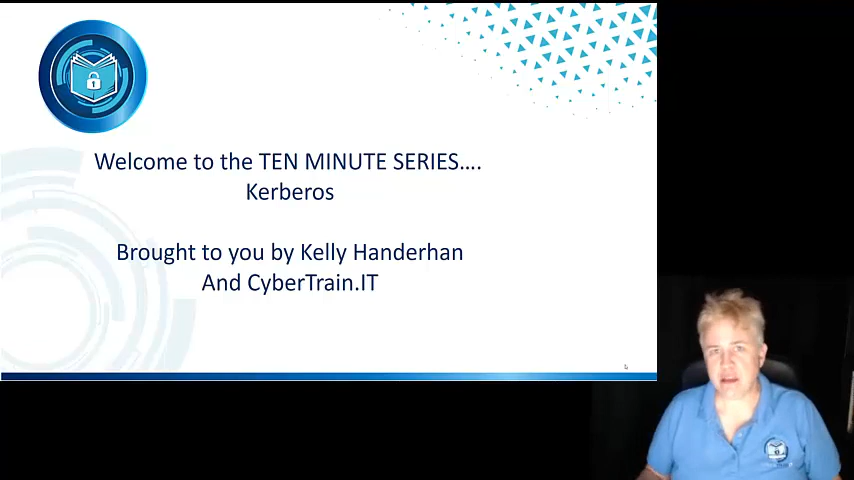 Welcome to the TEN MINUTE SERIES....
Kerberos
Brought to you by Kelly Handerhan
And CyberTrain.IT